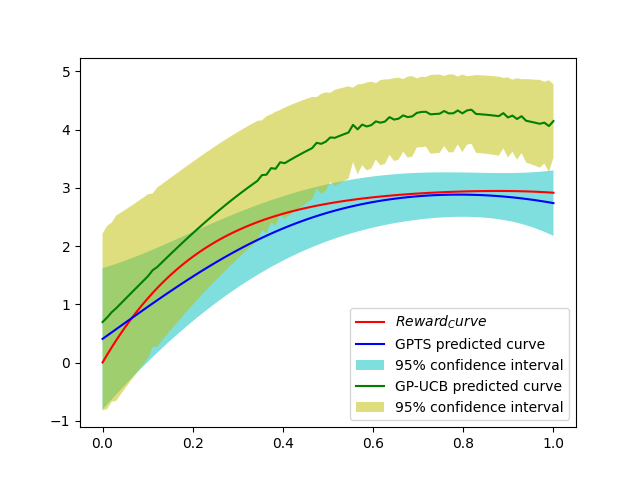 5
4
3
2
1
0
−1
0.0 0.2 0.4 0.6 0.8 1.0
Reward_Curve
GPTS predicted curve
95% confidence interval
GP-UCB predicted curve
95% confidence interval